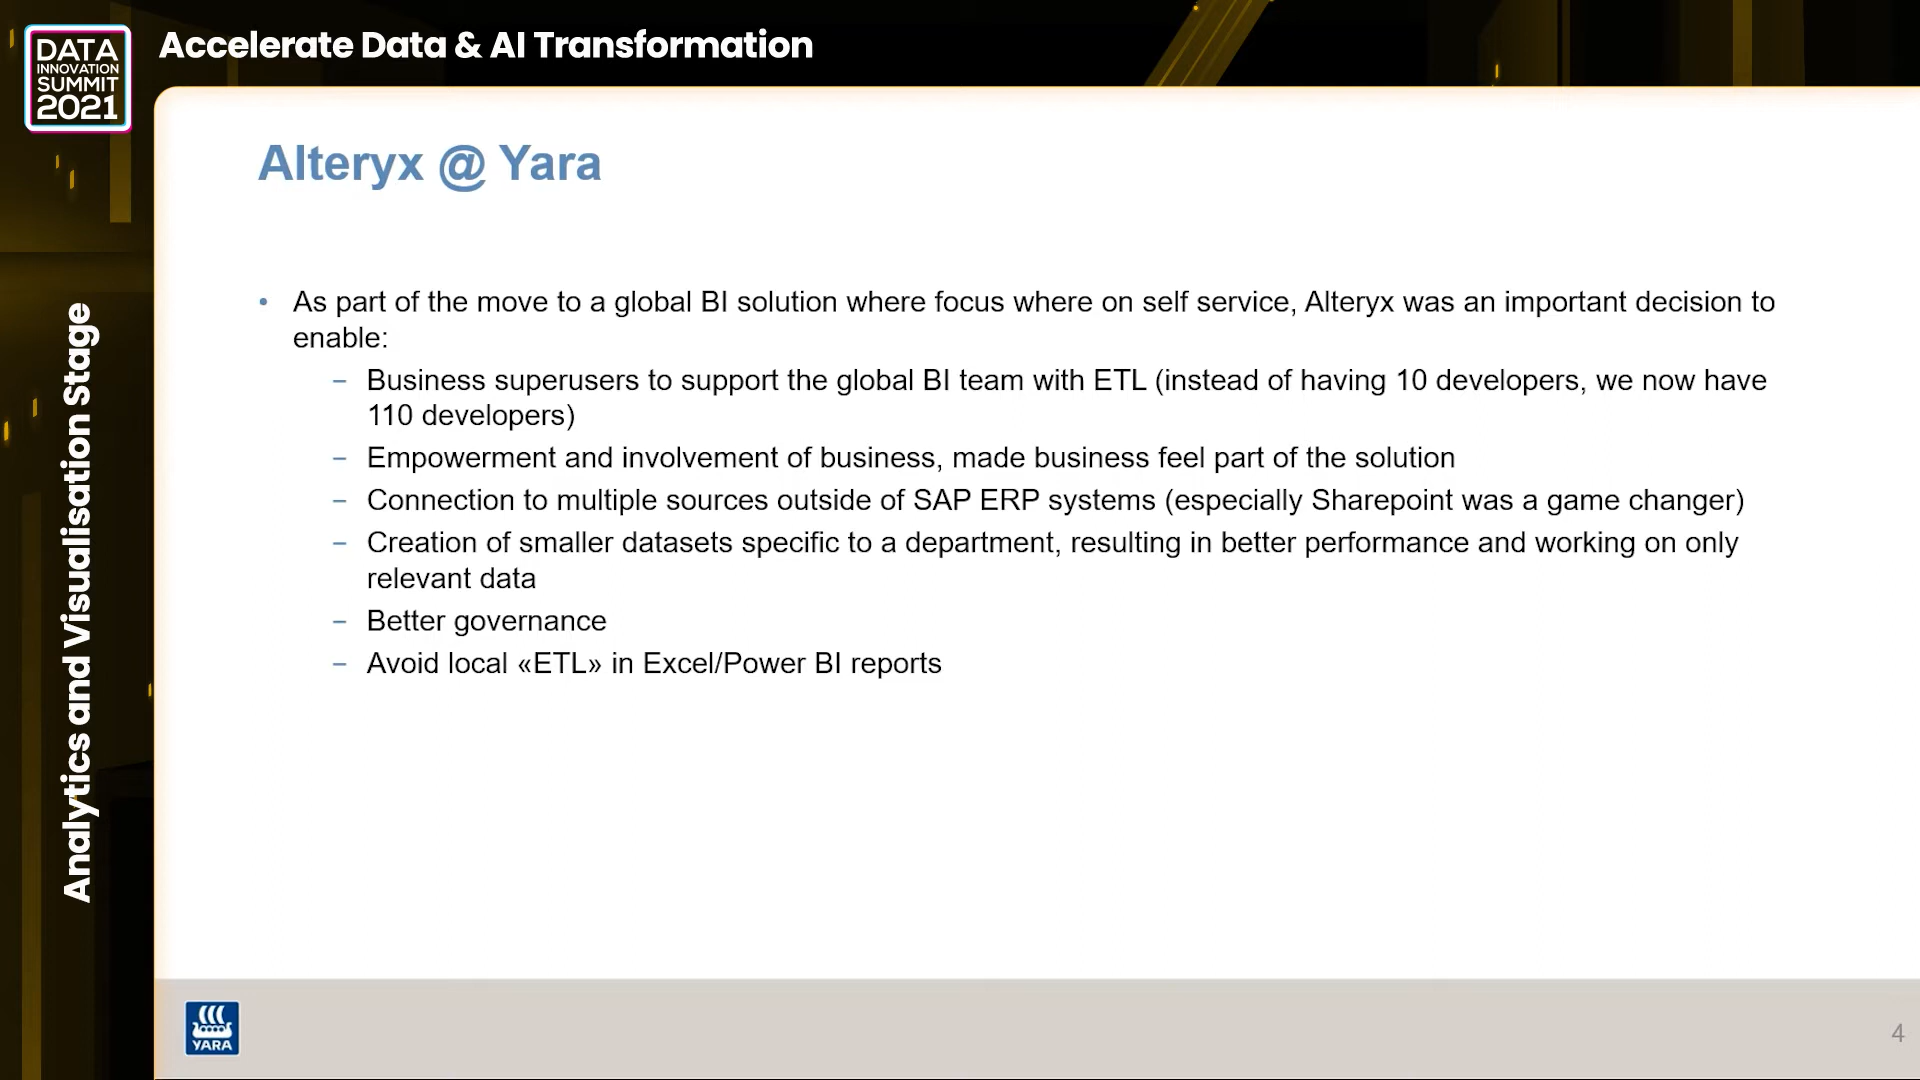 DATA
INNOVATION
SUMMIT
2021
Accelerate Data & AI Transformation
Analytics and Visualisation Stage
Alteryx @ Yara
• As part of the move to a global BI solution where focus where on self service, Alteryx was an important decision to
enable:
– Business superusers to support the global BI team with ETL (instead of having 10 developers, we now have
110 developers)
– Empowerment and involvement of business, made business feel part of the solution
– Connection to multiple sources outside of SAP ERP systems (especially Sharepoint was a game changer)
– Creation of smaller datasets specific to a department, resulting in better performance and working on only
relevant data
– Better governance
– Avoid local «ETL» in Excel/Power BI reports
YARA
4